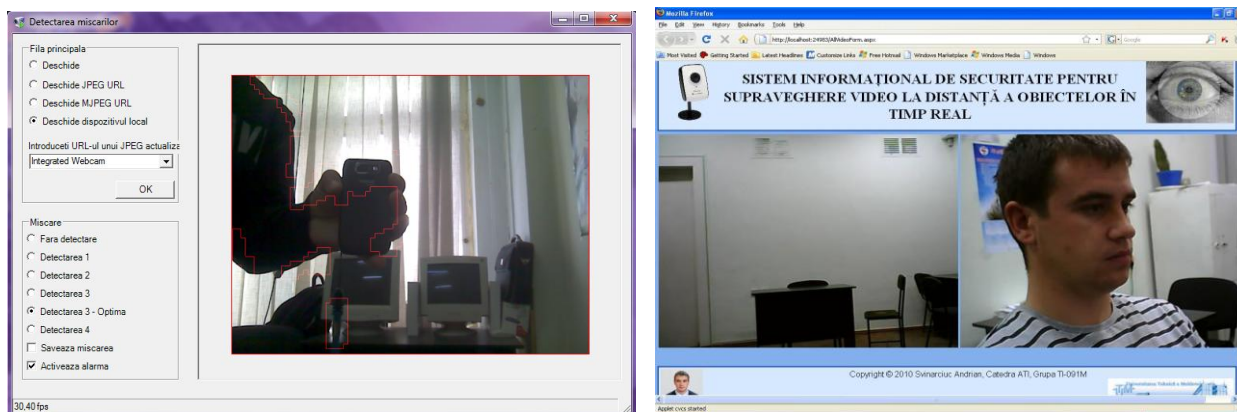 Detectarea miscarilor
Fila principala
Deschide
Deschide JPEG URL
Deschide MJPEG URL
Deschide dispozitivul local
Introduceti URL-ul unui JPEG actualiza
Integrated Webcam
OK
Miscare
Fara detectare
Detectarea 1
Detectarea 2
Detectarea 3
Detectarea 3 - Optima
Detectarea 4
Saveaza miscarea
Activeaza alarma
30,40 fps
Mozilla Firefox
File Edit View History Bookmarks Tools Help
http://localhost:24983/AllVideoForm.aspx
Google
Most Visited Getting Started Latest Headlines Customize Links Free Hotmail Windows Marketplace Windows Media Windows
SISTEM INFORMAȚIONAL DE SECURITATE PENTRU
SUPRAVEGHERE VIDEO LA DISTANȚĂ A OBIECTELOR ÎN
TIMP REAL
Copyright © 2010 Svinarciuc Andrian, Catedra ATI, Grupa TI-091M
Universitatea Tehnică a Moldovei
Applet cvcs started